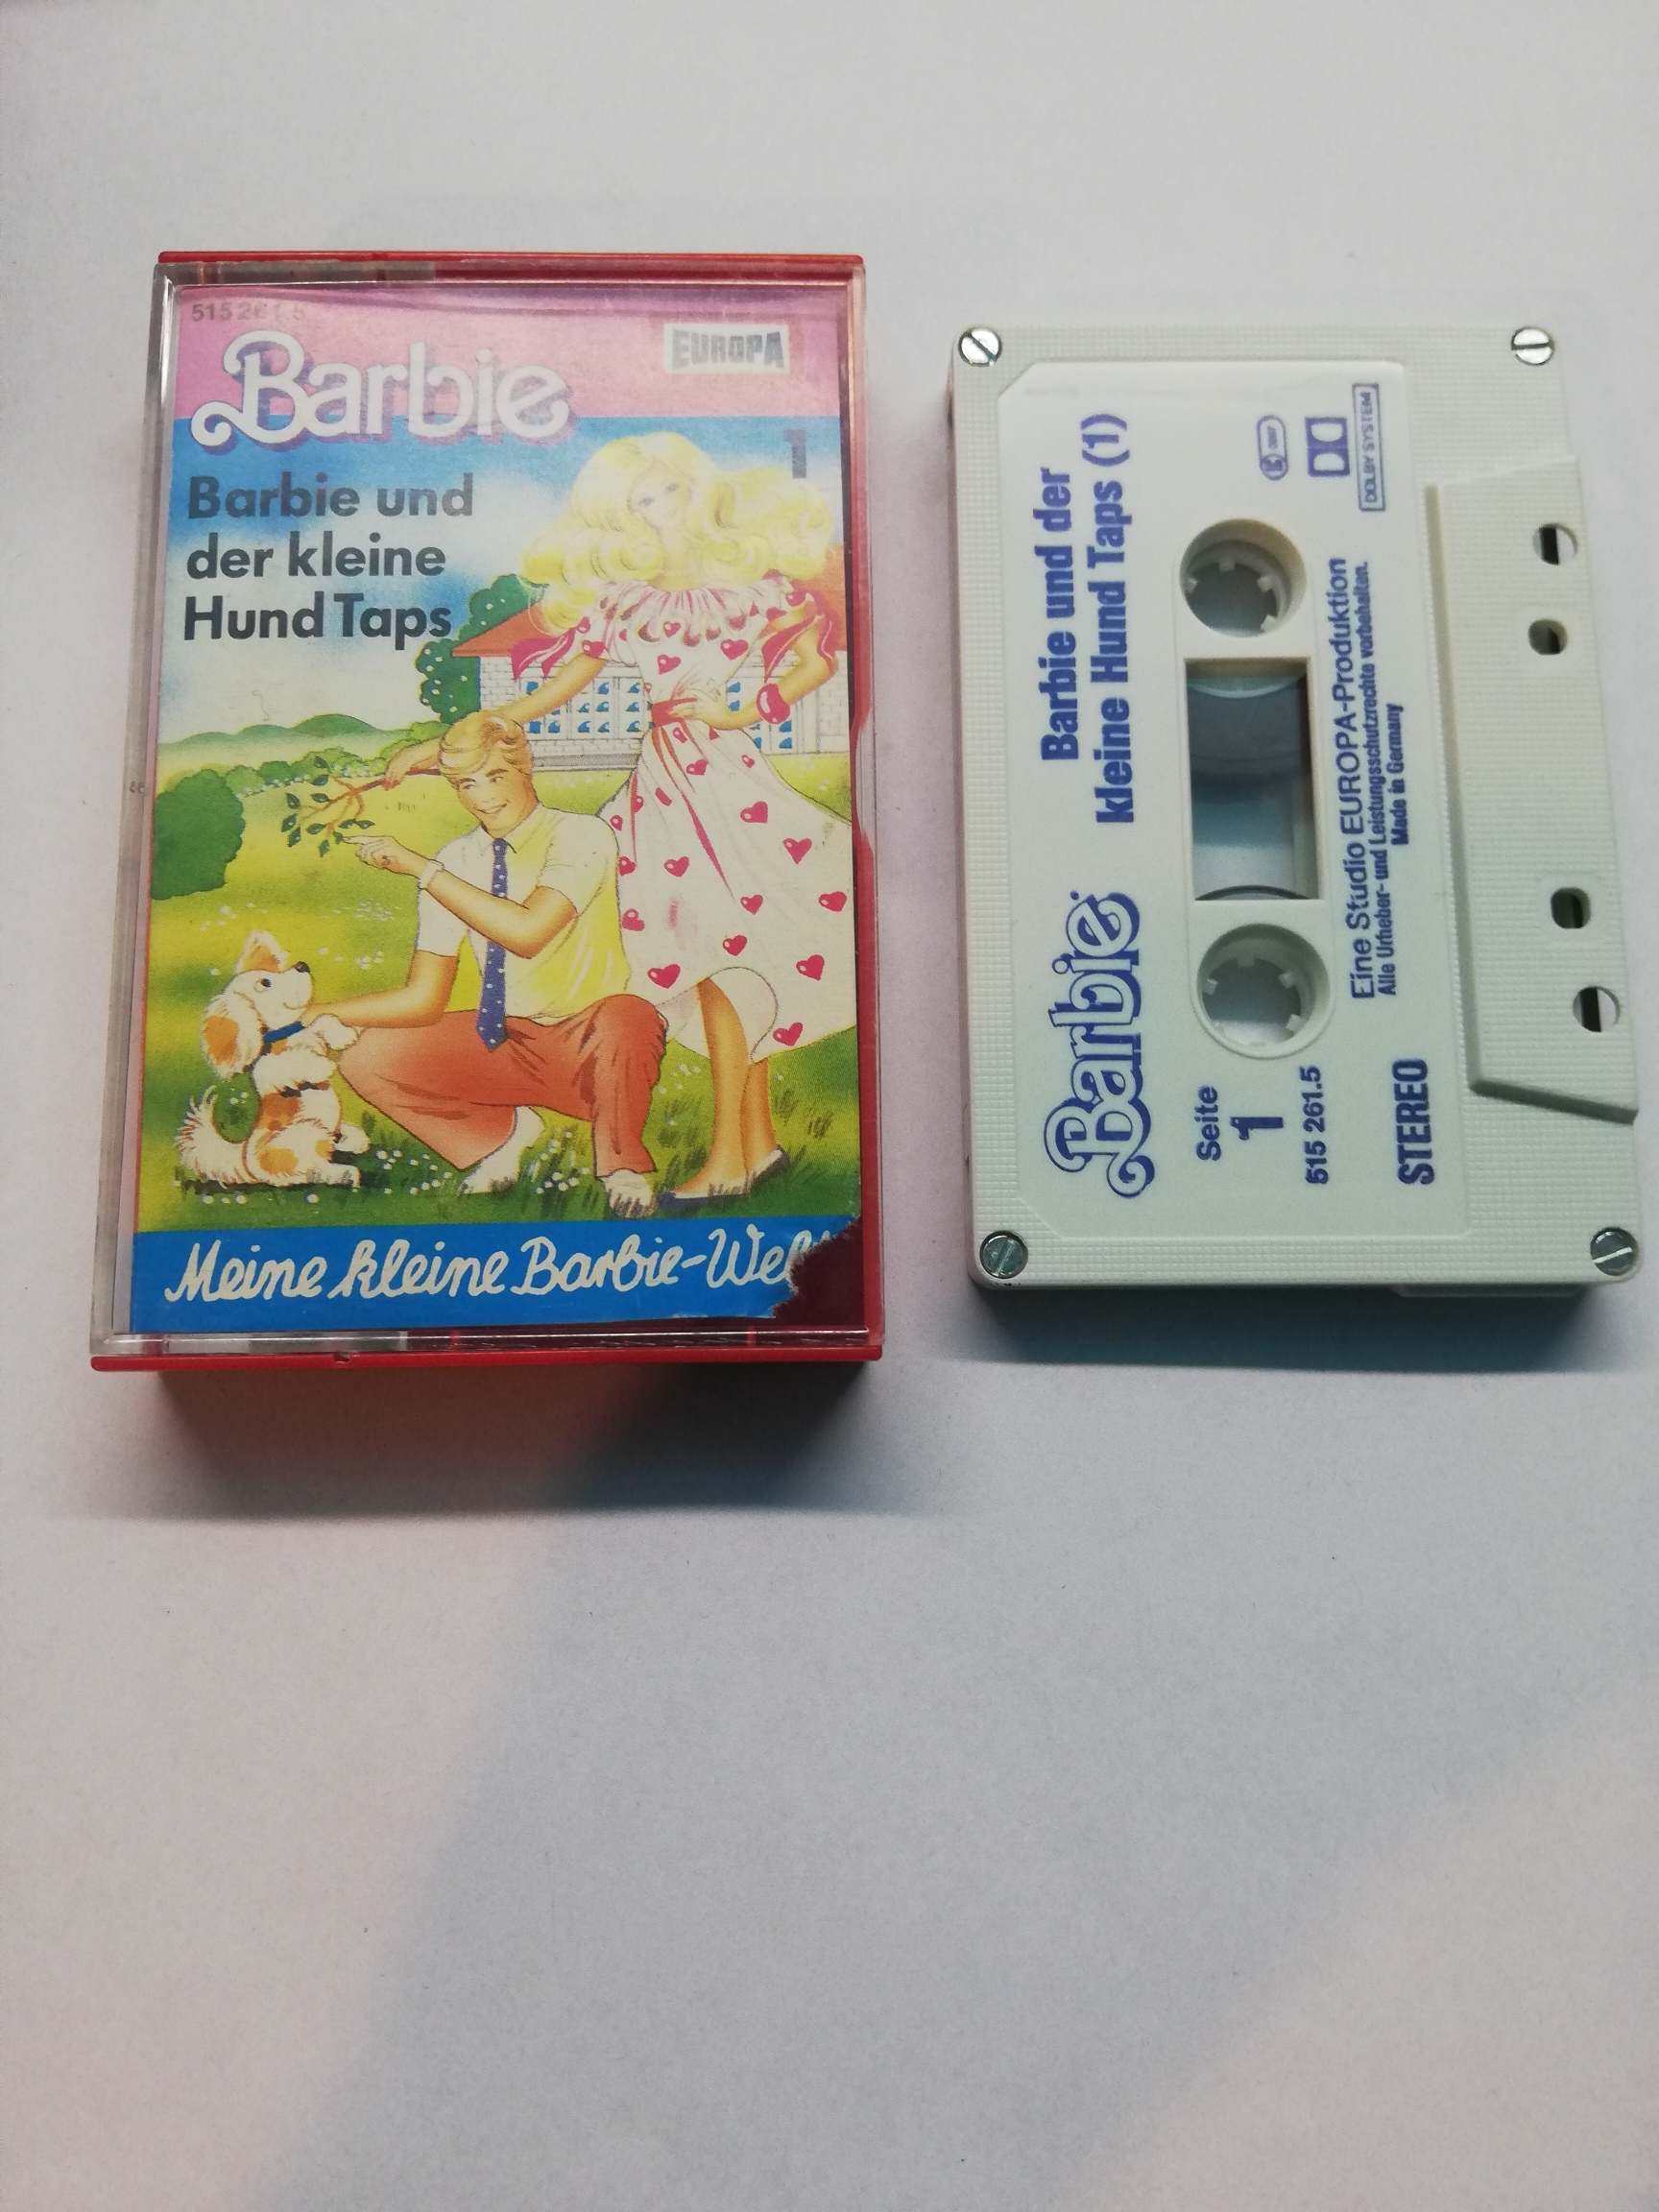 515 261.5
EUROPA
Barbie
1
Barbie und
der kleine
Hund Taps
Meine kleine Barbie-Wel
Barbie
Barbie und der
kleine Hund Taps (1)
Seite
1
515 261.5
STEREO
DOLBY SYSTEM
Eine Studio EUROPA-Produktion
Alle Urheber- und Leistungsschutzrechte vorbehalten.
Made in Germany